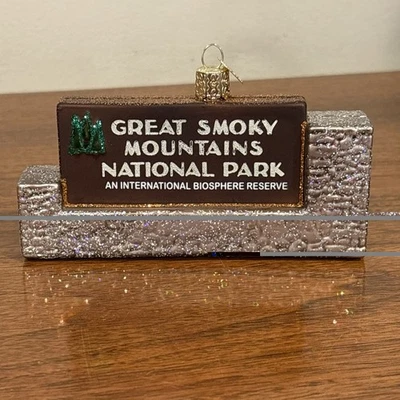 GREAT SMOKY
MOUNTAINS
NATIONAL PARK
AN INTERNATIONAL BIOSPHERE RESERVE